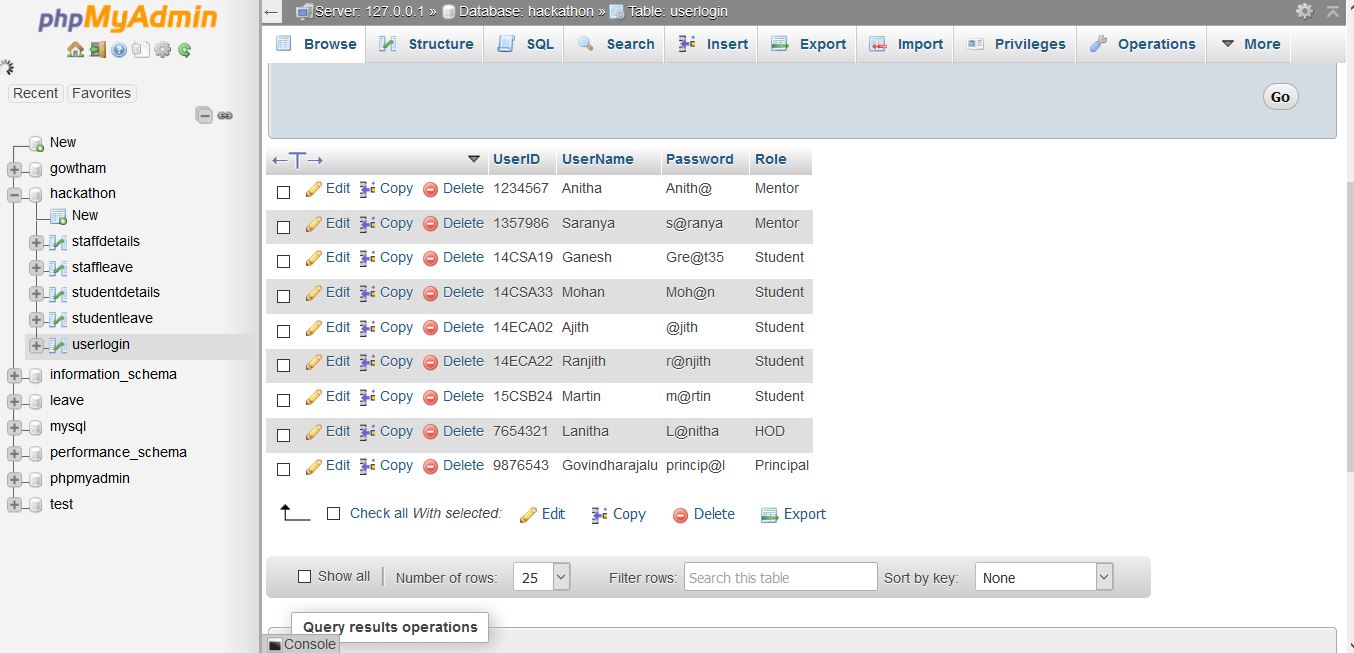 phpMyAdmin
Recent Favorites
New
gowtham
hackathon
New
staffdetails
staffleave
studentdetails
studentleave
userlogin
information_schema
leave
mysql
performance_schema
phpmyadmin
test
Server: 127.0.0.1 » Database: hackathon » Table: userlogin
Browse Structure SQL Search Insert Export Import Privileges Operations More
Go
←T→ UserID UserName Password Role
Edit Copy Delete 1234567 Anitha Anith@ Mentor
Edit Copy Delete 1357986 Saranya s@ranya Mentor
Edit Copy Delete 14CSA19 Ganesh Gre@t35 Student
Edit Copy Delete 14CSA33 Mohan Moh@n Student
Edit Copy Delete 14ECA02 Ajith @jith Student
Edit Copy Delete 14ECA22 Ranjith r@njith Student
Edit Copy Delete 15CSB24 Martin m@rtin Student
Edit Copy Delete 7654321 Lanitha L@nitha HOD
Edit Copy Delete 9876543 Govindharajalu princip@l Principal
Check all With selected: Edit Copy Delete Export
Show all Number of rows: 25 Filter rows: Search this table Sort by key: None
Query results operations
Console